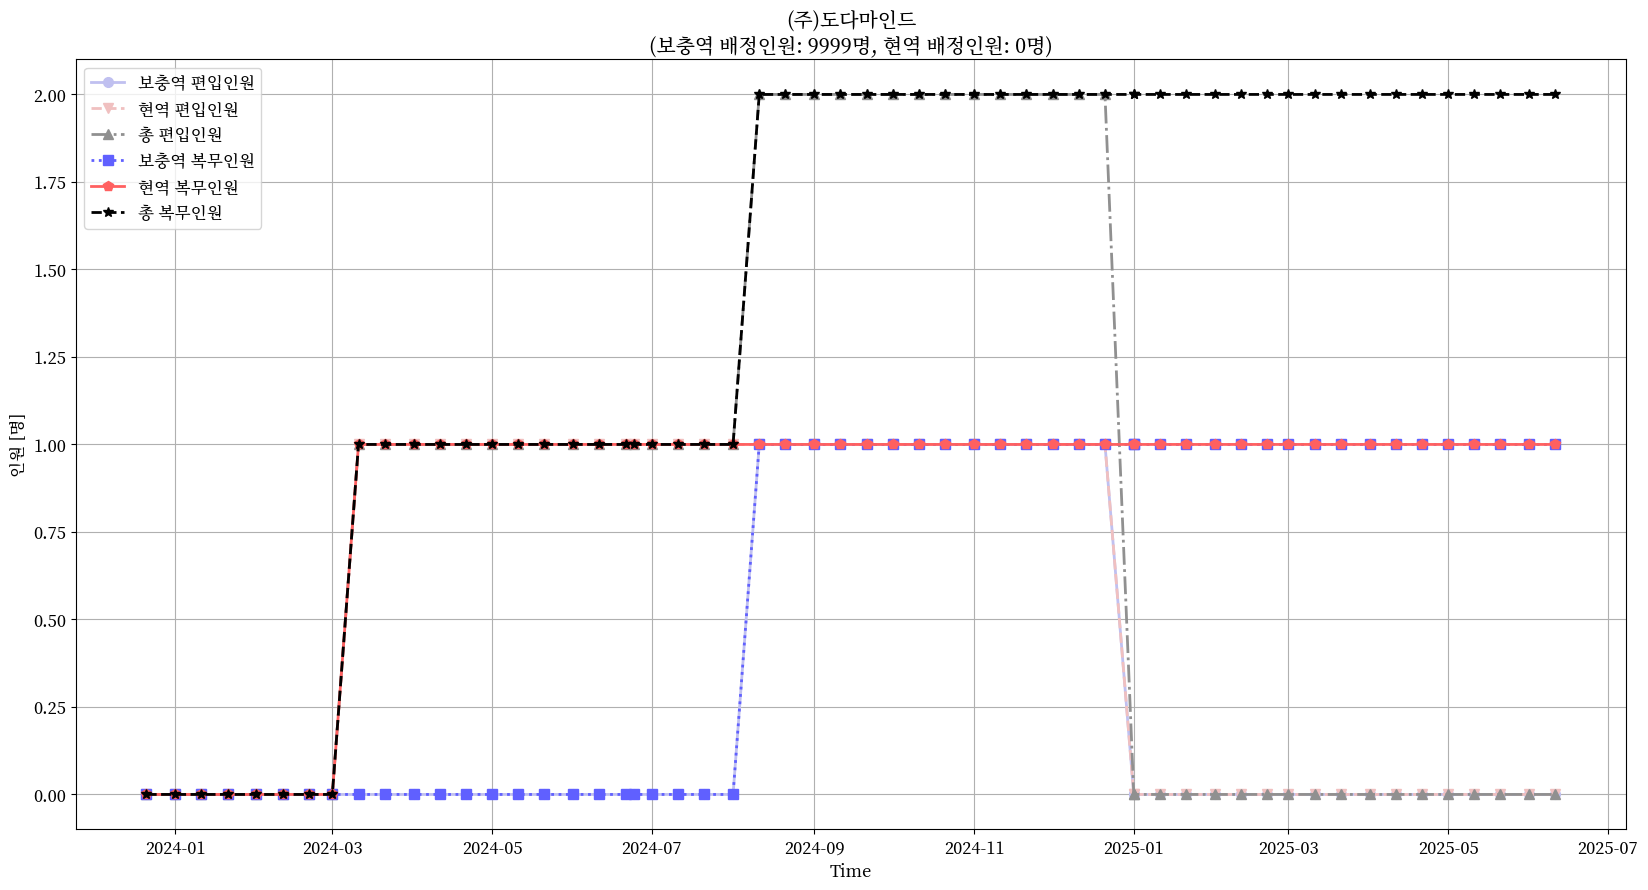 (주)도다마인드
(보충역 배정인원: 9999명, 현역 배정인원: 0명)
보충역 편입인원
현역 편입인원
총 편입인원
보충역 복무인원
현역 복무인원
총 복무인원
2.00
1.75
1.50
1.25
1.00
0.75
0.50
0.25
0.00
인원 [명]
2024-01 2024-03 2024-05 2024-07 2024-09 2024-11 2025-01 2025-03 2025-05 2025-07
Time